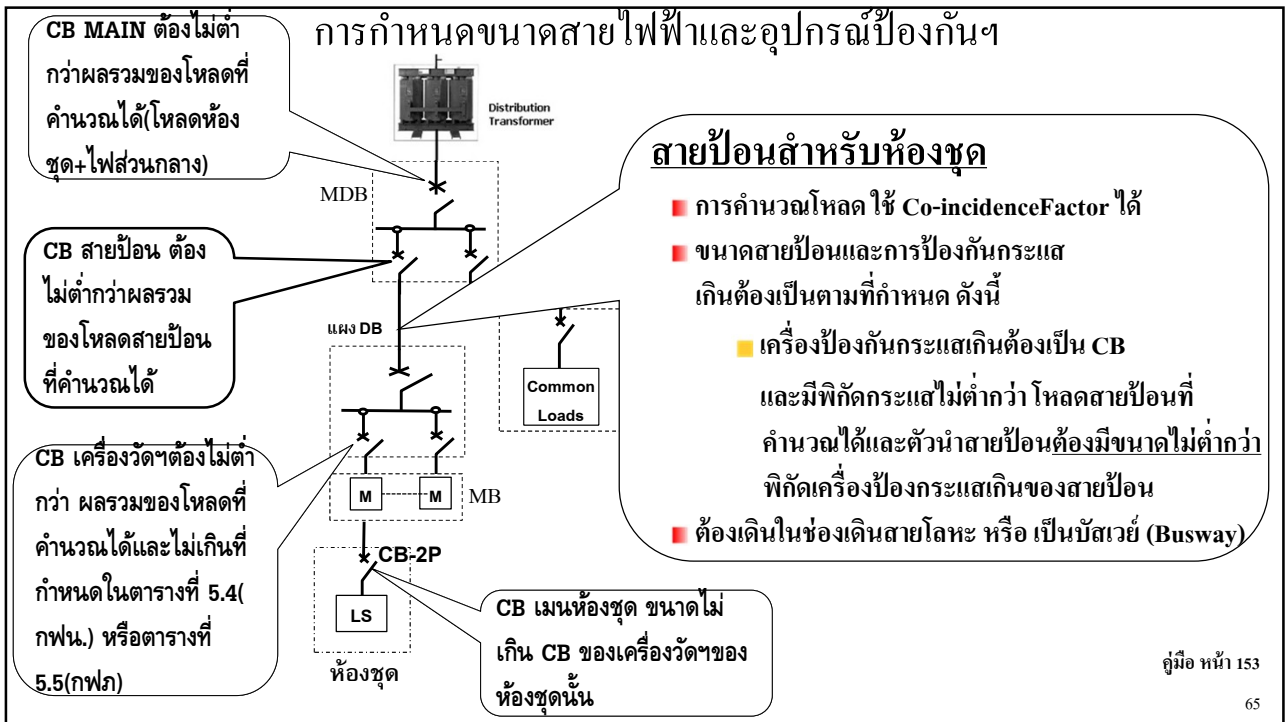 การกำหนดขนาดสายไฟฟ้าและอุปกรณ์ป้องกันฯ
CB MAIN ต้องไม่ต่ำ
กว่าผลรวมของโหลดที่
คำนวณได้(โหลดห้อง
ชุด+ไฟส่วนกลาง)
Distribution
Transformer
MDB
CB สายป้อน ต้อง
ไม่ต่ำกว่าผลรวม
ของโหลดสายป้อน
ที่คำนวณได้
แผง DB
Common
Loads
CB เครื่องวัดฯต้องไม่ต่ำ
กว่า ผลรวมของโหลดที่
คำนวณได้และไม่เกินที่
กำหนดในตารางที่ 5.4(
กฟน.) หรือตารางที่
5.5(กฟภ)
M
M
MB
CB-2P
LS
ห้องชุด
CB เมนห้องชุด ขนาดไม่
เกิน CB ของเครื่องวัดฯของ
ห้องชุดนั้น
สายป้อนสำหรับห้องชุด
การคำนวณโหลด ใช้ Co-incidenceFactor ได้
ขนาดสายป้อนและการป้องกันกระแส
เกินต้องเป็นตามที่กำหนด ดังนี้
เครื่องป้องกันกระแสเกินต้องเป็น CB
และมีพิกัดกระแสไม่ต่ำกว่า โหลดสายป้อนที่
คำนวณได้และตัวนำสายป้อนต้องมีขนาดไม่ต่ำกว่า
พิกัดเครื่องป้องกระแสเกินของสายป้อน
ต้องเดินในช่องเดินสายโลหะ หรือ เป็นบัสเวย์ (Busway)
คู่มือ หน้า 153
65